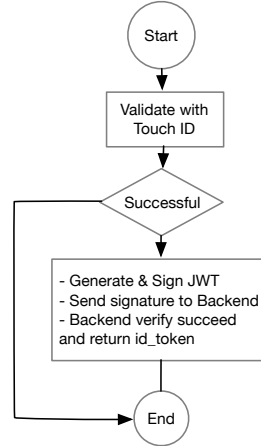 Start
Validate with
Touch ID
Successful
- Generate & Sign JWT
- Send signature to Backend
- Backend verify succeed
and return id_token
End